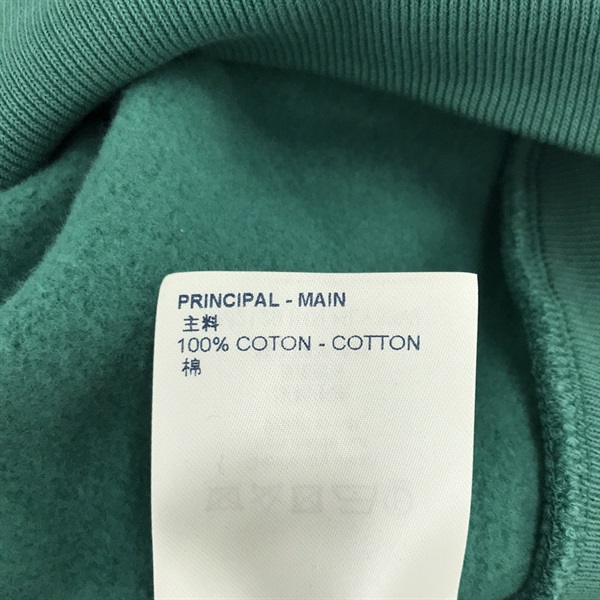 PRINCIPAL - MAIN
主料
100% COTON - COTTON
棉